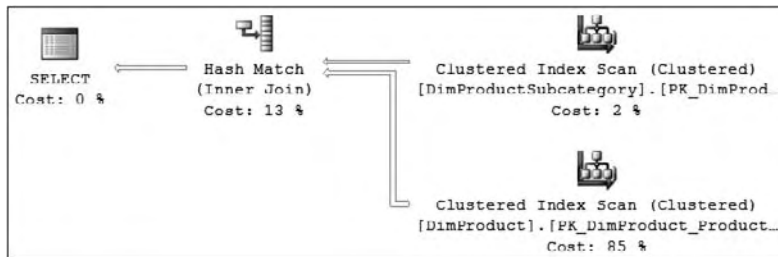 SELECT
Cost: 0 %
Hash Match
(Inner Join)
Cost: 13 %
Clustered Index Scan (Clustered)
[DimProductSubcategory].[PK_DimProd…
Cost: 2 %
Clustered Index Scan (Clustered)
[DimProduct].[PK_DimProduct_Product…
Cost: 85 %